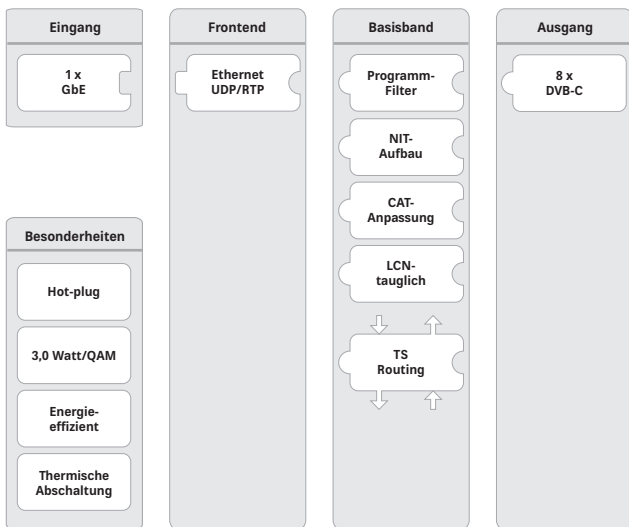 Eingang
1 x
GbE
Besonderheiten
Hot-plug
3,0 Watt/QAM
Energie-
effizient
Thermische
Abschaltung
Frontend
Ethernet
UDP/RTP
Basisband
Programm-
Filter
NIT-
Aufbau
CAT-
Anpassung
LCN-
tauglich
TS
Routing
Ausgang
8 x
DVB-C